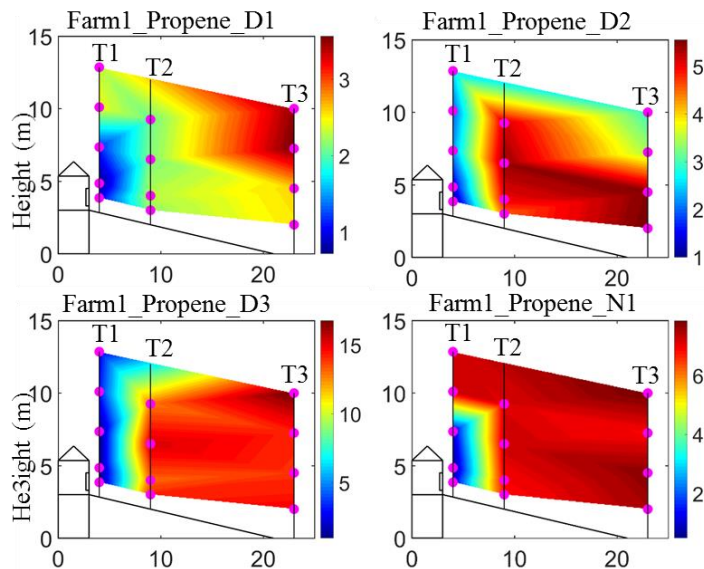 Farm1_Propene_D1
Farm1_Propene_D2
15
T1
T2
T3
10
5
0
Height (m)
0
10
20
3
2
1
15
T1
T2
T3
10
5
0
0
10
20
5
4
3
2
1
Farm1_Propene_D3
Farm1_Propene_N1
15
T1
T2
T3
10
5
0
He3ight (m)
0
10
20
15
10
5
15
T1
T2
T3
10
5
0
0
10
20
6
4
2